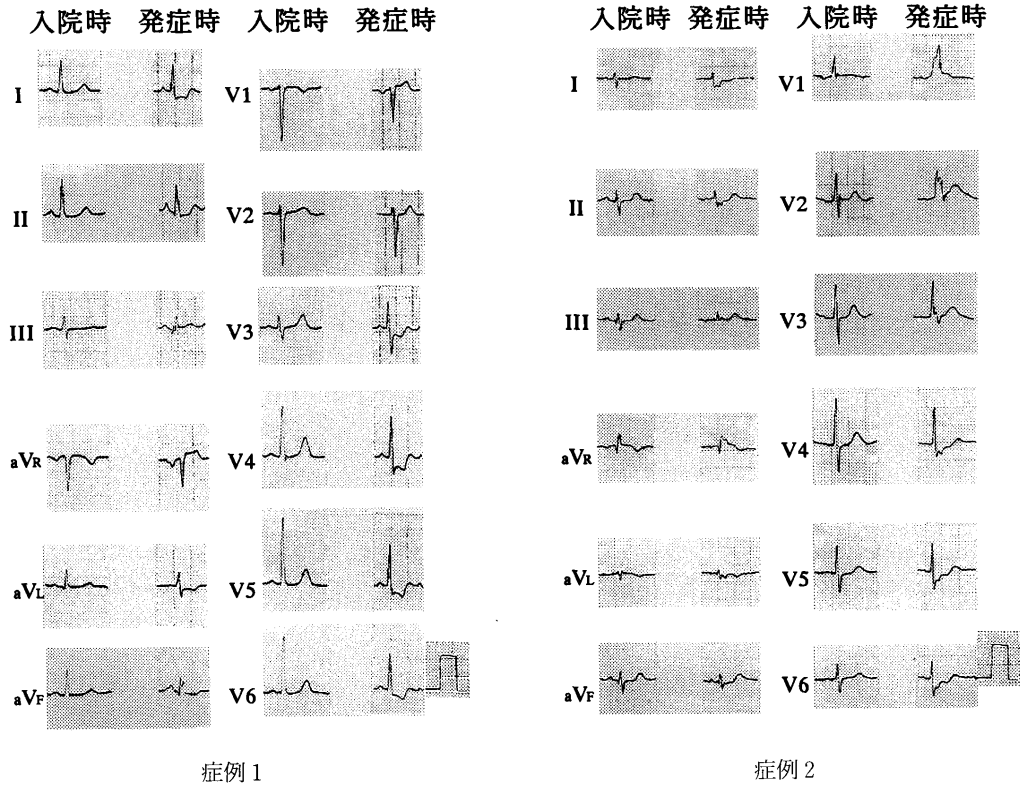 入院時 発症時 入院時 発症時
I V1
II V2
III V3
aVR V4
aVL V5
aVF V6
症例 1
入院時 発症時 入院時 発症時
I V1
II V2
III V3
aVR V4
aVL V5
aVF V6
症例 2